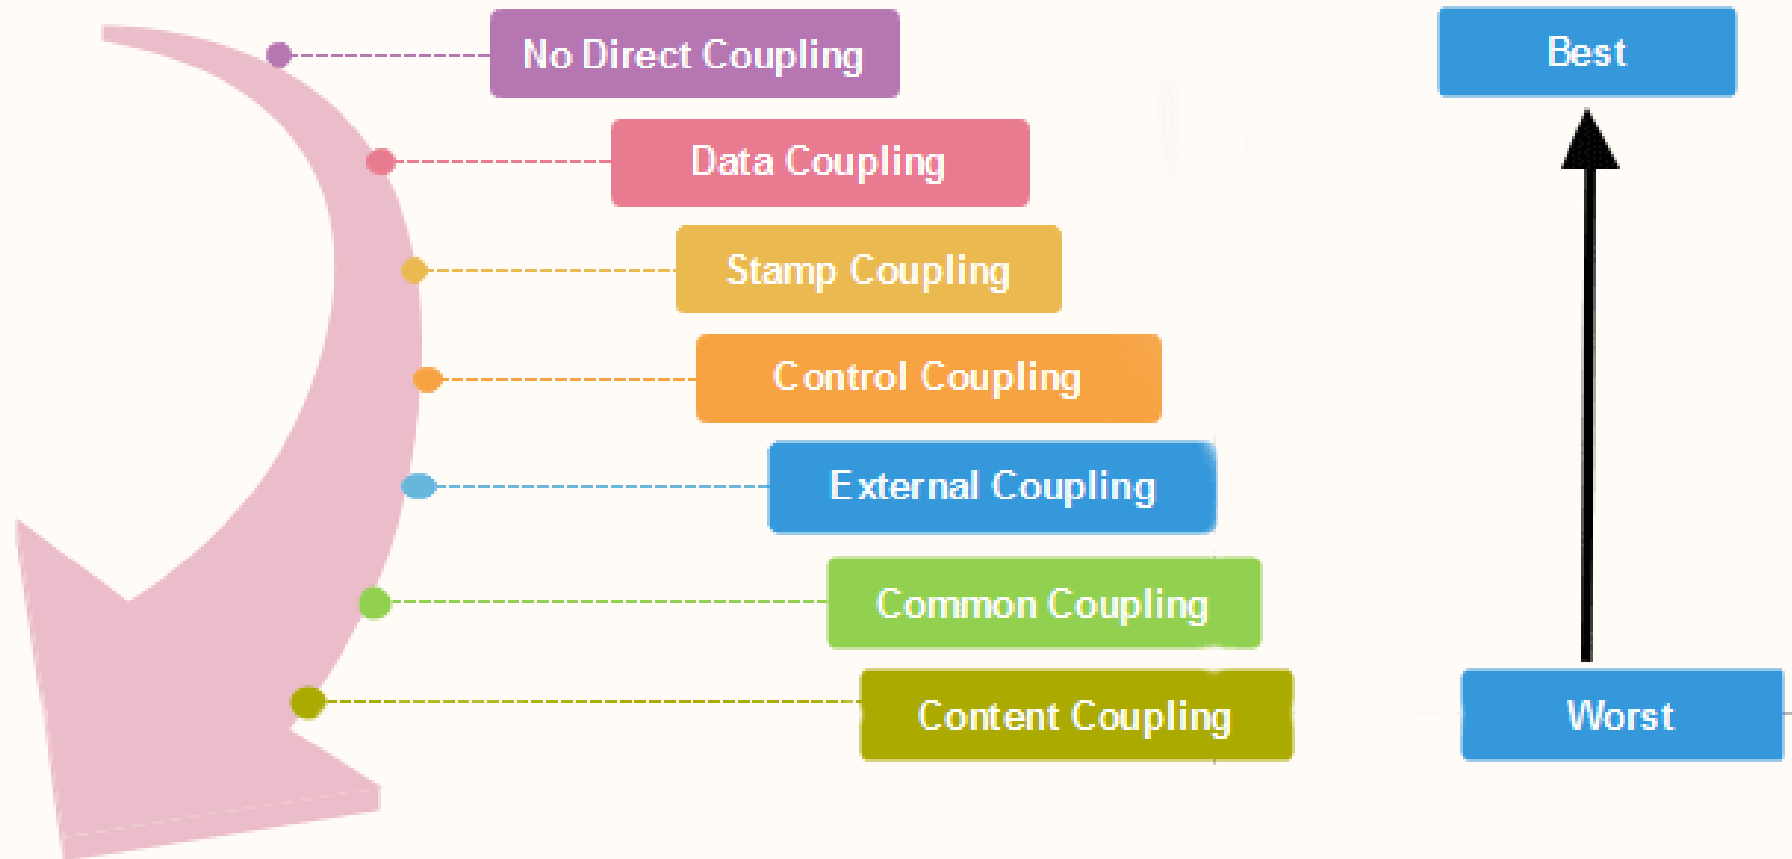 No Direct Coupling
Best
Data Coupling
Stamp Coupling
Control Coupling
External Coupling
Common Coupling
Content Coupling
Worst